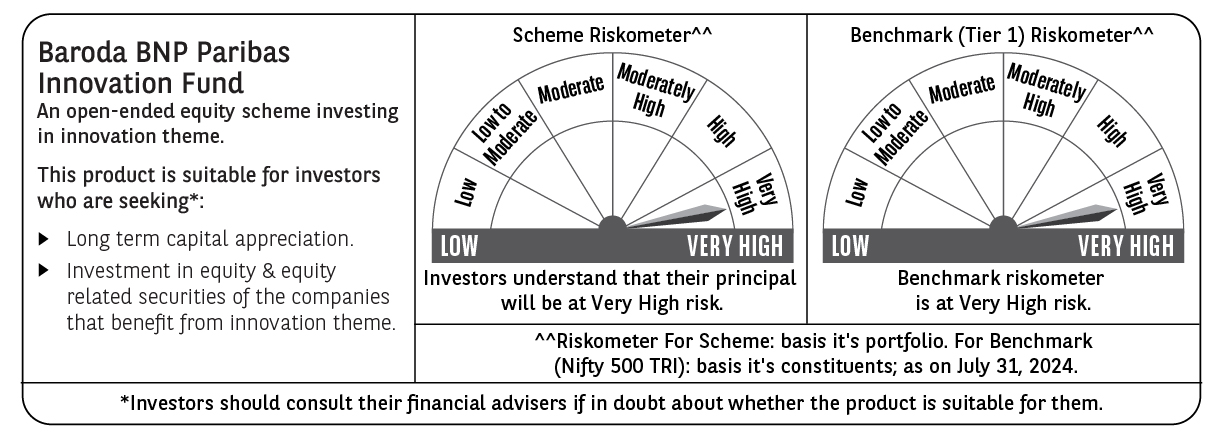 Baroda BNP Paribas
Innovation Fund
An open-ended equity scheme investing
in innovation theme.
This product is suitable for investors
who are seeking*:
▶ Long term capital appreciation.
▶ Investment in equity & equity
related securities of the companies
that benefit from innovation theme.
Scheme Riskometer^^
Low
Low to
Moderate
Moderate
Moderately
High
High
Very
High
LOW VERY HIGH
Investors understand that their principal
will be at Very High risk.
Benchmark (Tier 1) Riskometer^^
Low
Low to
Moderate
Moderate
Moderately
High
High
Very
High
LOW VERY HIGH
Benchmark riskometer
is at Very High risk.
^^Riskometer For Scheme: basis it's portfolio. For Benchmark
(Nifty 500 TRI): basis it's constituents; as on July 31, 2024.
*Investors should consult their financial advisers if in doubt about whether the product is suitable for them.